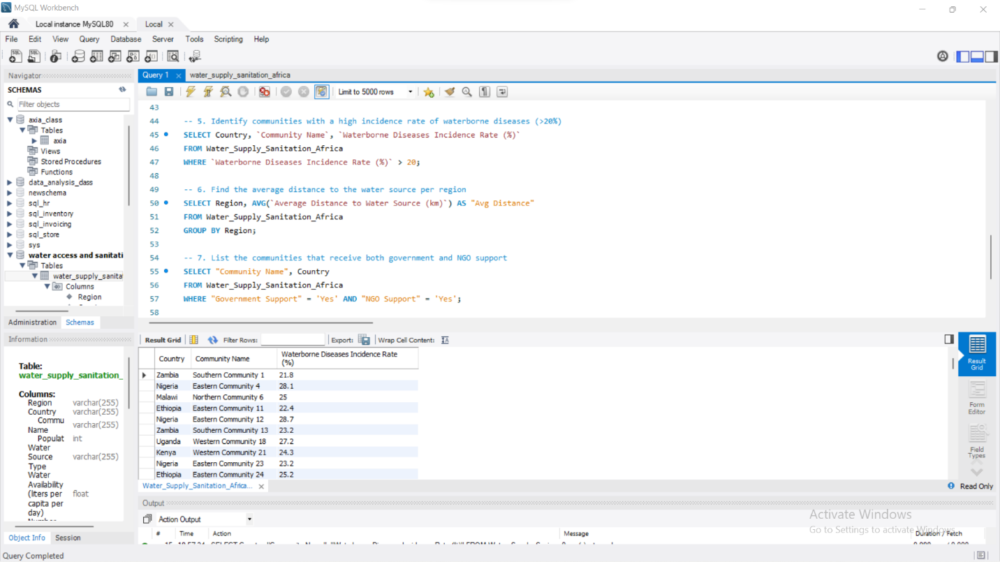 MySQL Workbench
Local instance MySQL80
Local
File Edit View Query Database Server Tools Scripting Help
Navigator
SCHEMAS
Filter objects
axia_class
Tables
axia
Views
Stored Procedures
Functions
data_analysis_dass
newschema
sql_hr
sql_inventory
sql_invoicing
sql_store
sys
water access and sanitati
Tables
water_supply_sanita
Columns
Region
Administration Schemas
Information
Table:
water_supply_sanitation_
Columns:
Region varchar(255)
Country varchar(255)
Commu
Name varchar(255)
Populat int
Water
Source varchar(255)
Type
Water
Availability
(liters per float
capita per
day)
Object Info Session
Query Completed
Query 1 water_supply_sanitation_africa
Limit to 5000 rows
43
44 -- 5. Identify communities with a high incidence rate of waterborne diseases (>20%)
45 SELECT Country, `Community Name`, `Waterborne Diseases Incidence Rate (%)`
46 FROM Water_Supply_Sanitation_Africa
47 WHERE `Waterborne Diseases Incidence Rate (%)` > 20;
48
49 -- 6. Find the average distance to the water source per region
50 SELECT Region, AVG(`Average Distance to Water Source (km)`) AS "Avg Distance"
51 FROM Water_Supply_Sanitation_Africa
52 GROUP BY Region;
53
54 -- 7. List the communities that receive both government and NGO support
55 SELECT "Community Name", Country
56 FROM Water_Supply_Sanitation_Africa
57 WHERE "Government Support" = 'Yes' AND "NGO Support" = 'Yes';
58
Result Grid Filter Rows: Export: Wrap Cell Content:
Country Community Name Waterborne Diseases Incidence Rate (%)
Zambia Southern Community 1 21.8
Nigeria Eastern Community 4 28.1
Malawi Northern Community 6 25
Ethiopia Eastern Community 11 22.4
Nigeria Eastern Community 12 28.7
Zambia Southern Community 13 23.2
Uganda Western Community 18 27.2
Kenya Western Community 21 24.3
Nigeria Eastern Community 23 23.2
Ethiopia Eastern Community 24 25.2
Result
Grid
Form
Editor
Field
Types
Water_Supply_Sanitation_Africa...
Read Only
Output
Action Output
# Time Action Message Duration / Fetch
Activate Windows
Go to Settings to activate Windows.